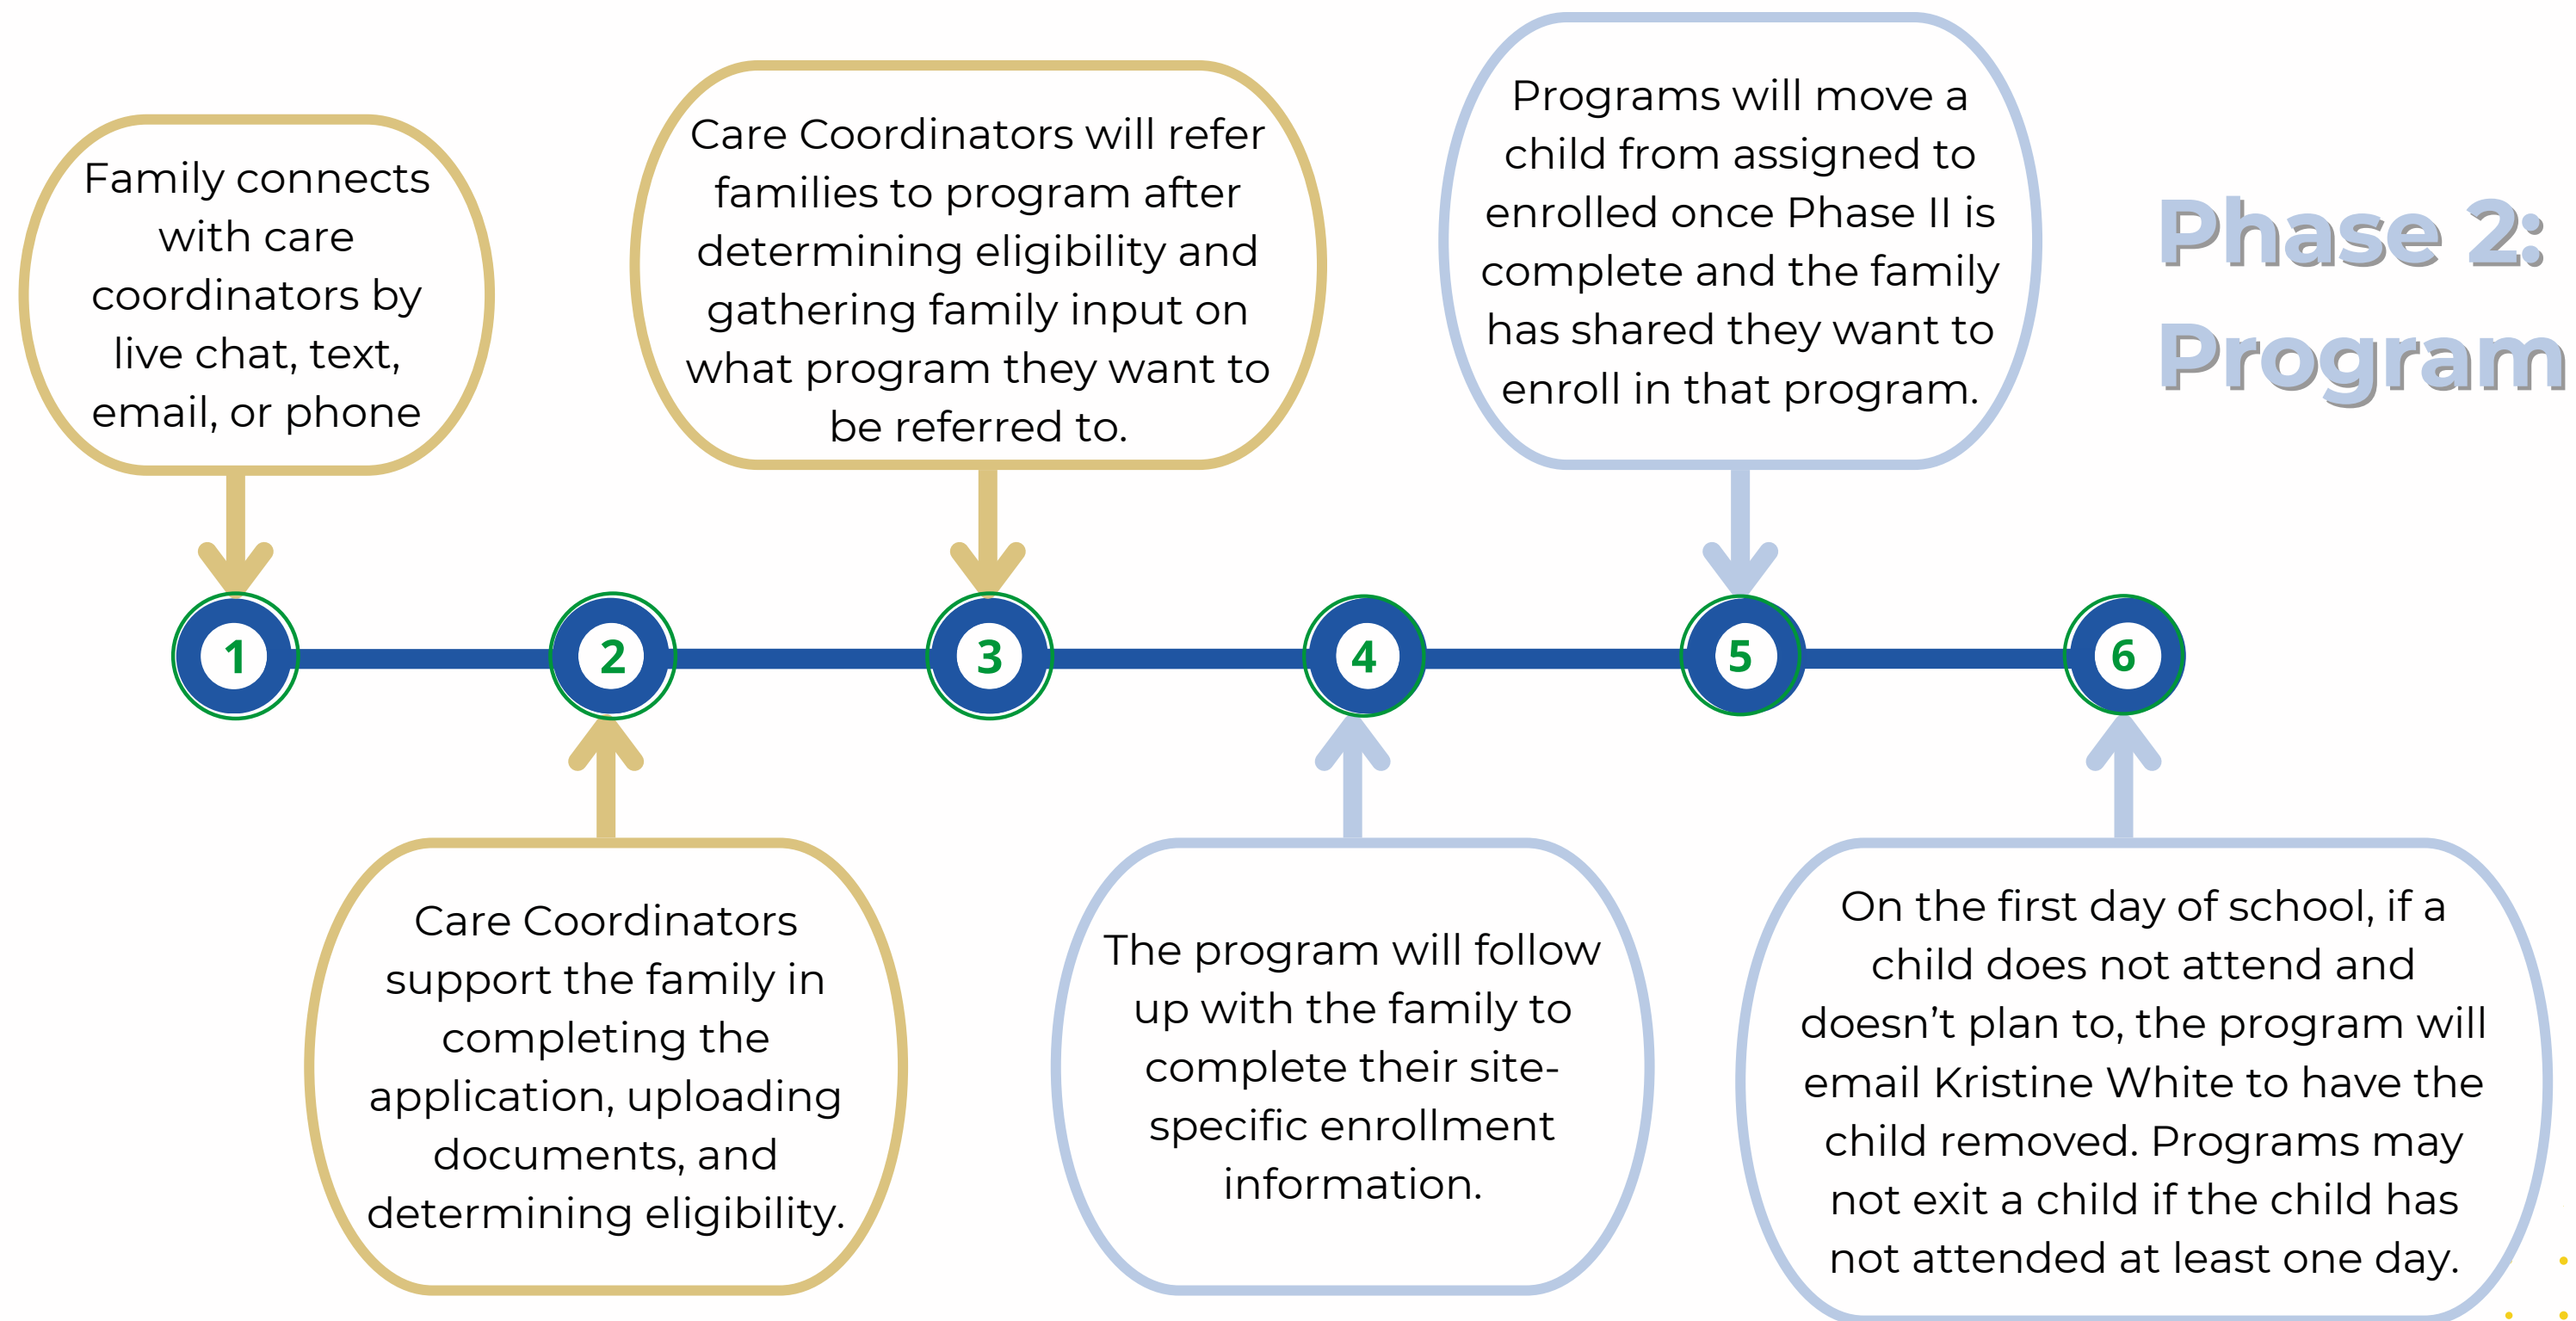 Family connects
with care
coordinators by
live chat, text,
email, or phone
Care Coordinators will refer
families to program after
determining eligibility and
gathering family input on
what program they want to
be referred to.
Programs will move a
child from assigned to
enrolled once Phase II is
complete and the family
has shared they want to
enroll in that program.
Phase 2:
Program
1
2
3
4
5
6
Care Coordinators
support the family in
completing the
application, uploading
documents, and
determining eligibility.
The program will follow
up with the family to
complete their site-
specific enrollment
information.
On the first day of school, if a
child does not attend and
doesn’t plan to, the program will
email Kristine White to have the
child removed. Programs may
not exit a child if the child has
not attended at least one day.